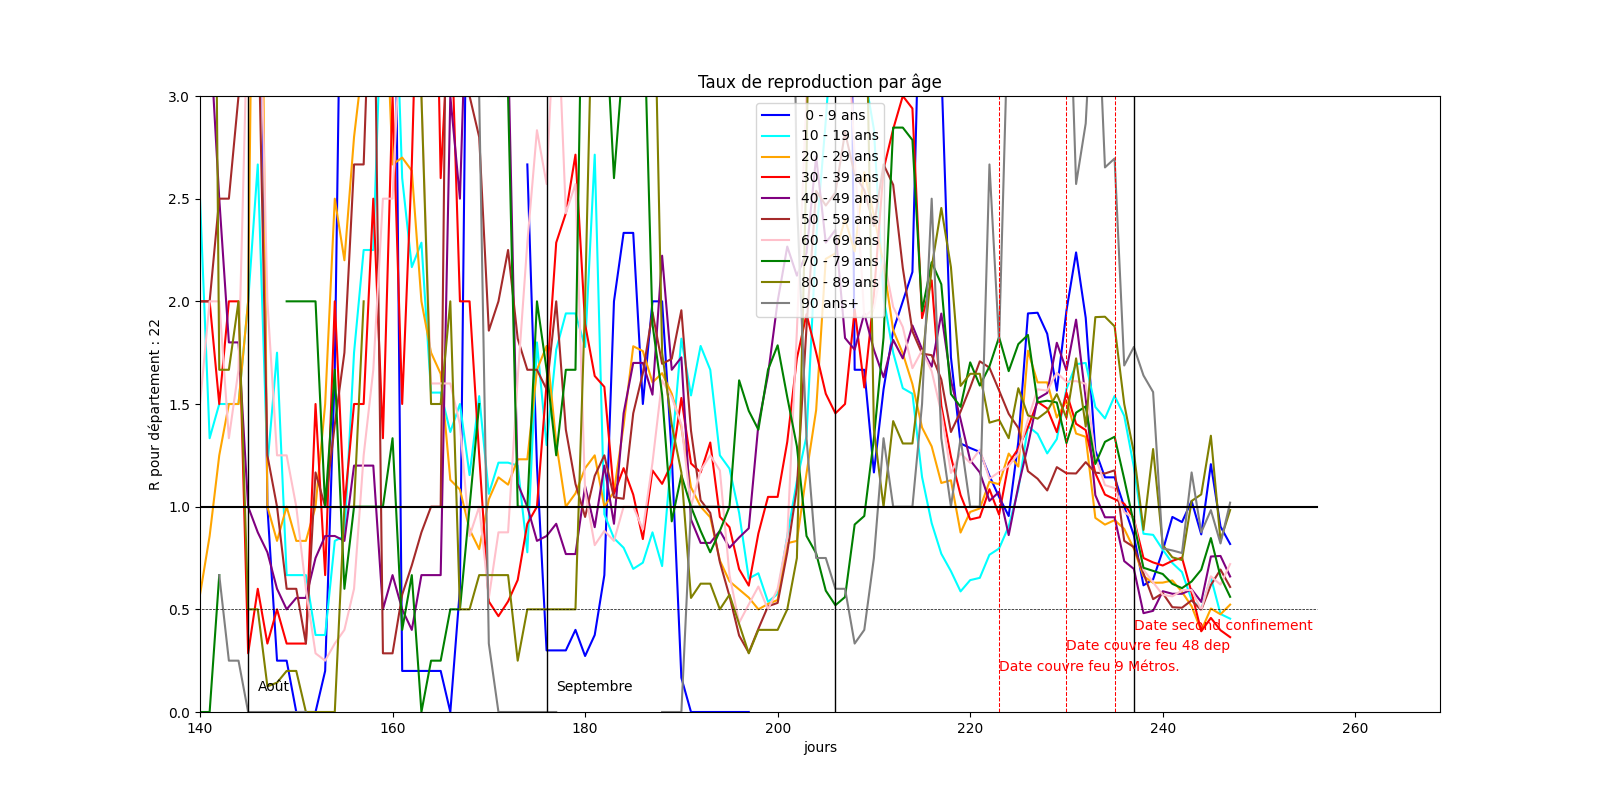 Taux de reproduction par âge
R pour département : 22
3.0
2.5
2.0
1.5
1.0
0.5
0.0
0 - 9 ans
10 - 19 ans
20 - 29 ans
30 - 39 ans
40 - 49 ans
50 - 59 ans
60 - 69 ans
70 - 79 ans
80 - 89 ans
90 ans+
Date second confinement
Date couvre feu 48 dep
Date couvre feu 9 Métros.
Août
Septembre
140
160
180
200
220
240
260
jours